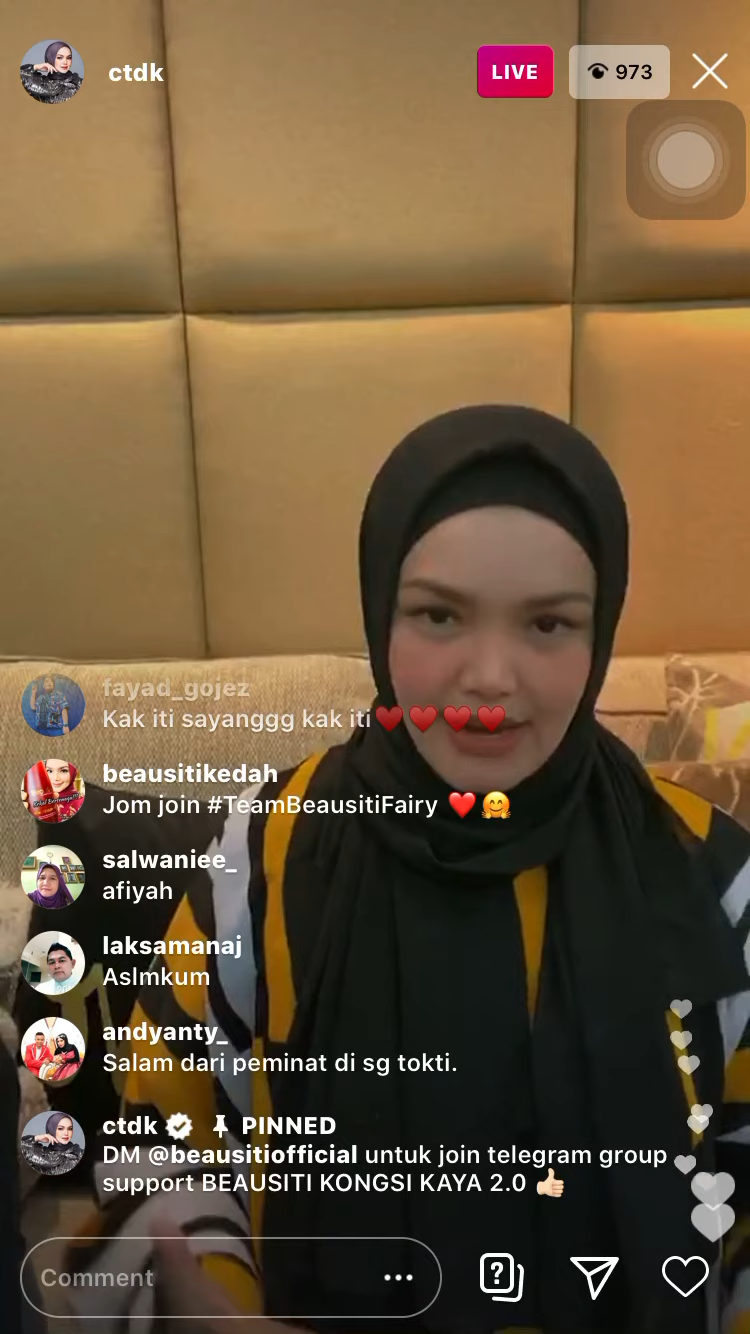 ctdk
LIVE
973
fayad_gojez
Kak iti sayanggg kak iti❤️❤️❤️❤️
beausitikedah
Jom join #TeamBeausitiFairy ❤️🤗
salwaniee_
afiyah
laksamanaj
Aslmkum
andyanty_
Salam dari peminat di sg tokti.
ctdk PINNED
DM @beausitiofficial untuk join telegram group
support BEAUSITI KONGSI KAYA 2.0 👍🏻
Comment